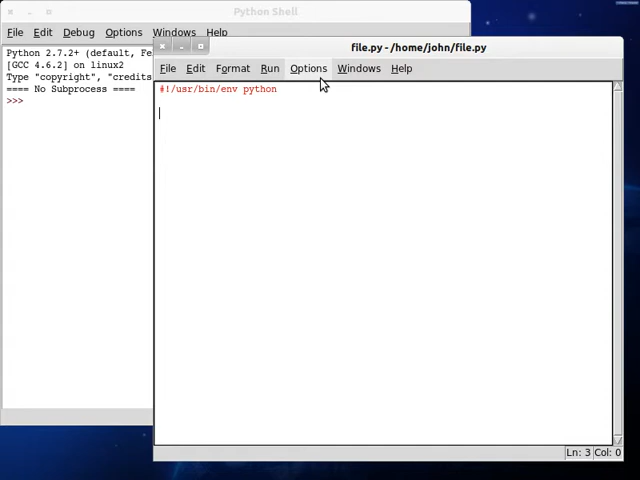 Python Shell
File Edit Debug Options Windows Help
Python 2.7.2+ (default, Fe
[GCC 4.6.2] on linux2
Type "copyright", "credits
==== No Subprocess ====
>>>
file.py - /home/john/file.py
File Edit Format Run Options Windows Help
#!/usr/bin/env python
Ln: 3 Col: 0